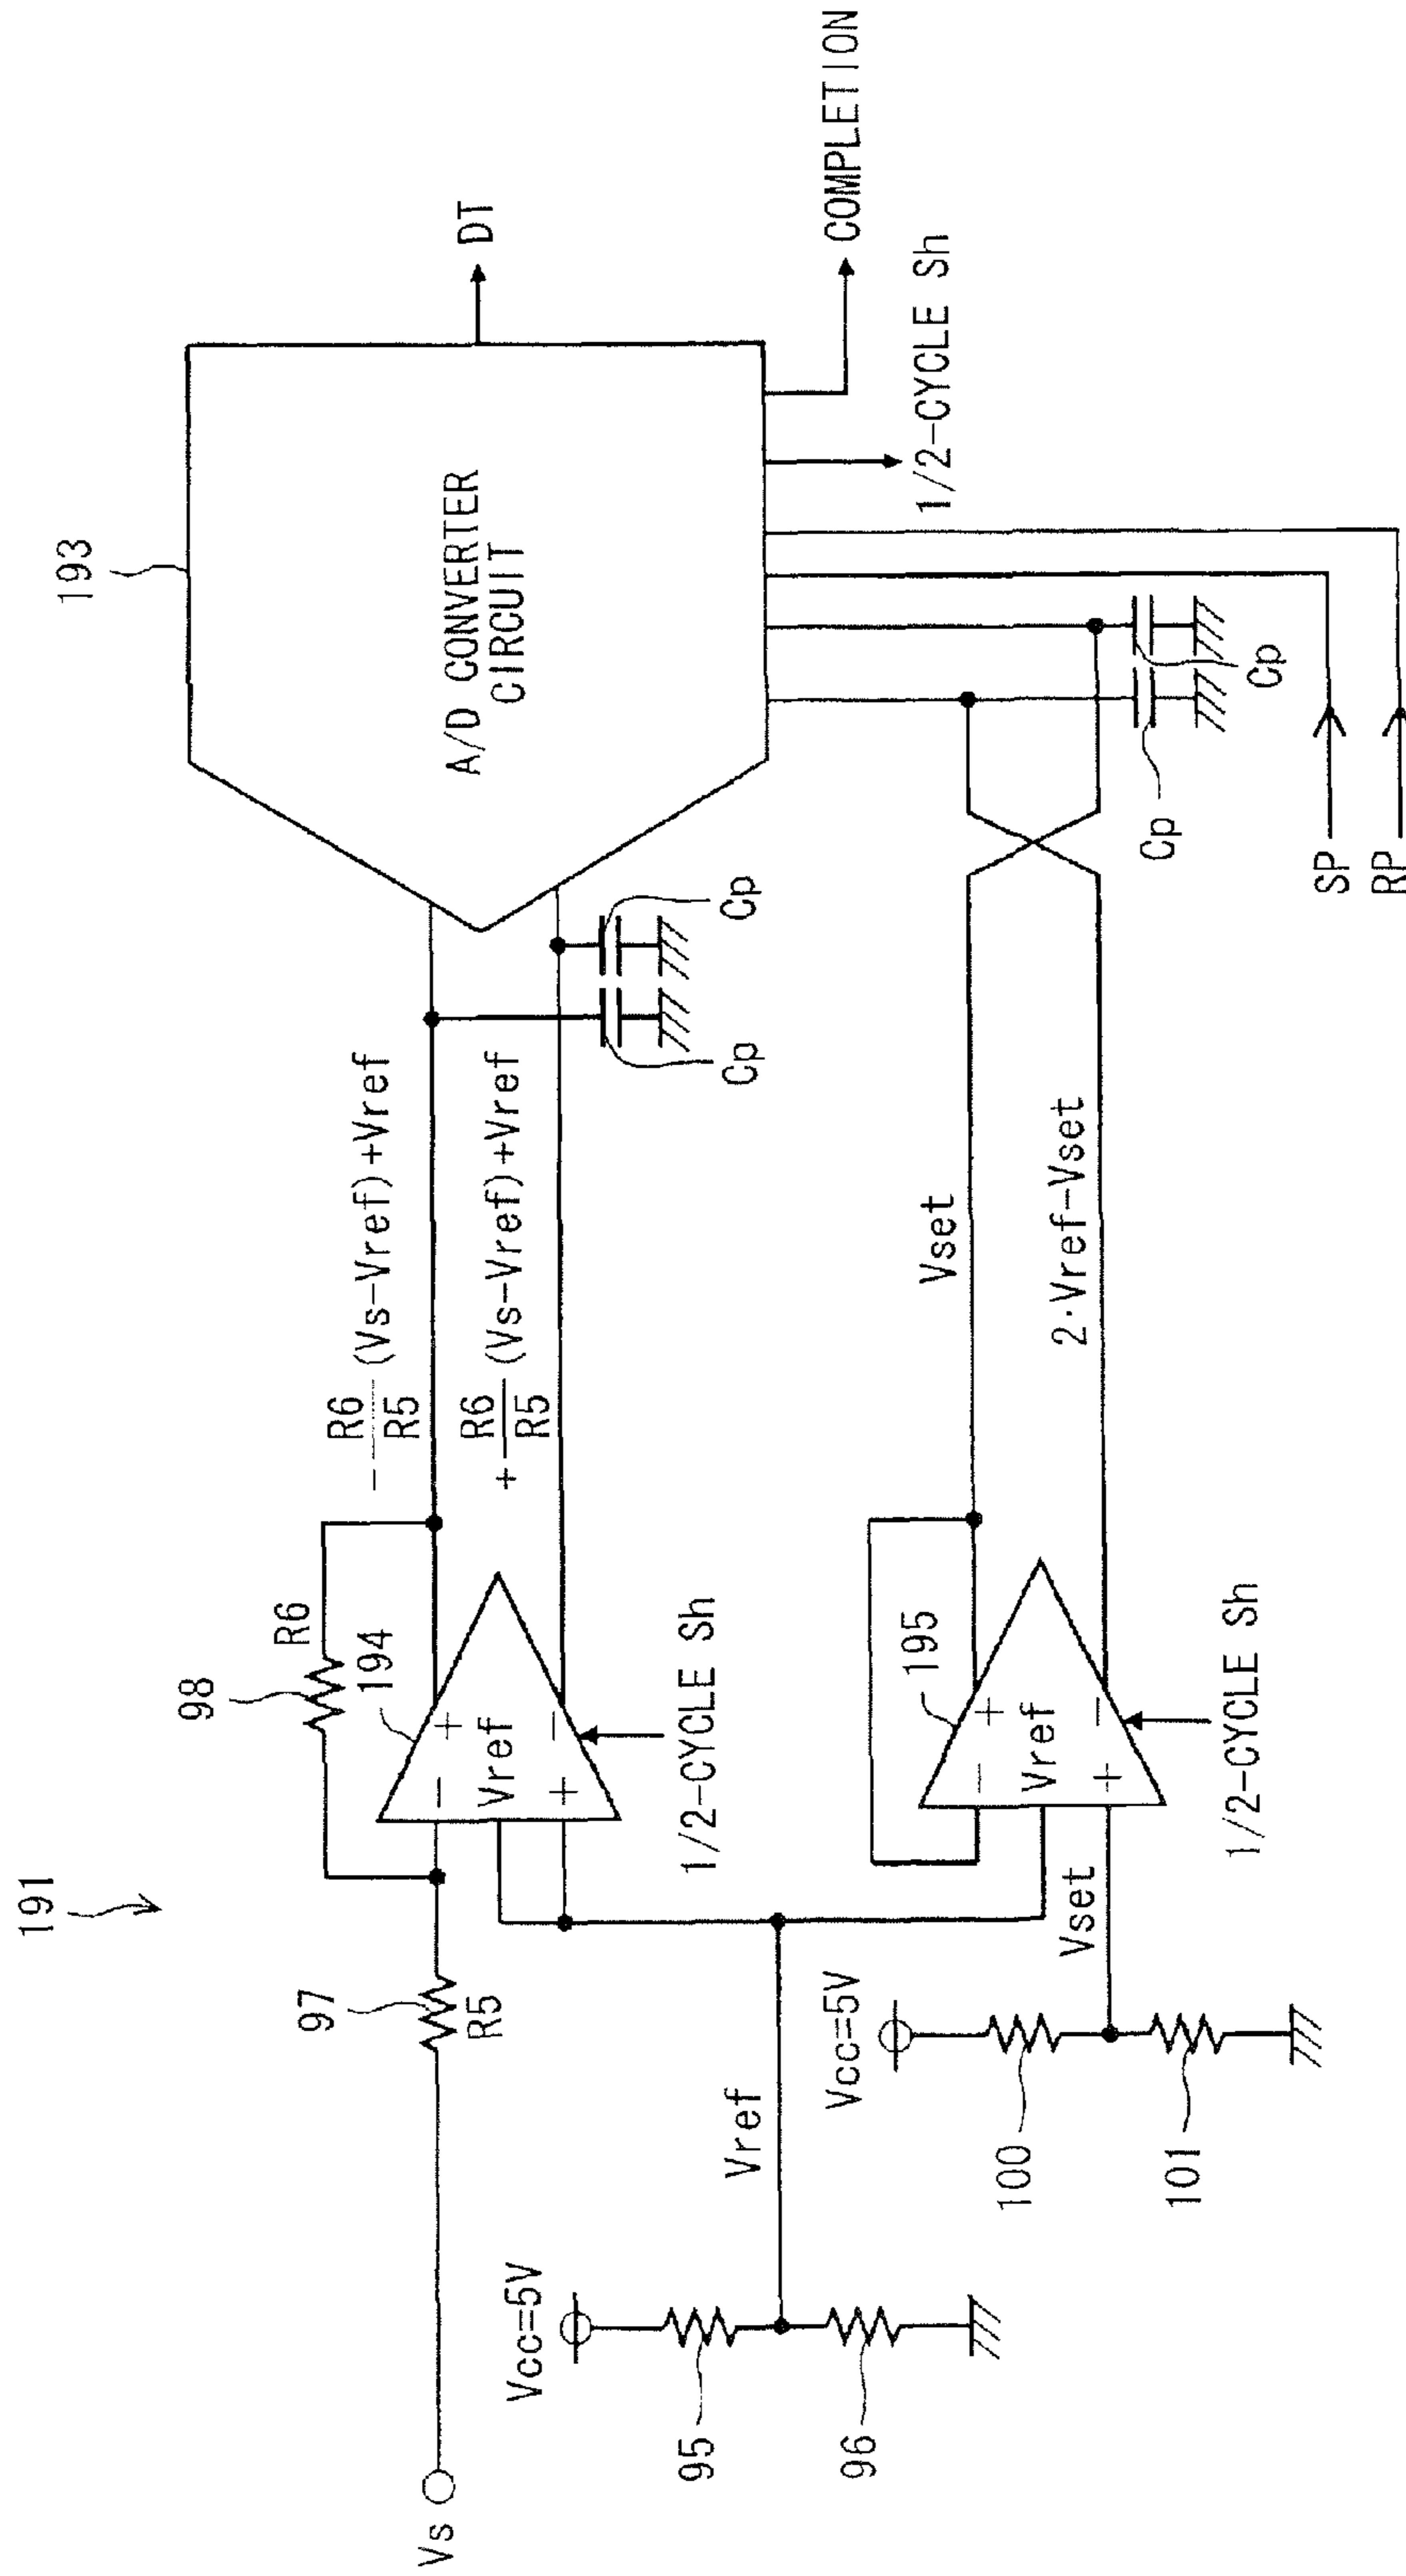 191
193
98
R6
194
97
R5
Vs
- R6/R5 (Vs-Vref)+Vref
+ R6/R5 (Vs-Vref)+Vref
- +
Vref
+ -
1/2-CYCLE Sh
Cp
Cp
A/D CONVERTER
CIRCUIT
DT
COMPLETION
1/2-CYCLE Sh
Vcc=5V
95
96
Vref
Vcc=5V
100
101
Vset
195
- +
Vref
+ -
1/2-CYCLE Sh
Vset
2·Vref-Vset
Cp
Cp
SP
RP